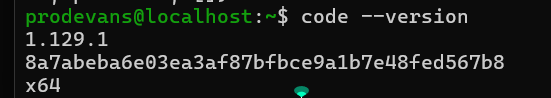 prodevans@localhost:~$ code --version
1.129.1
8a7abeba6e03ea3af87bfbce9a1b7e48fed567b8
x64